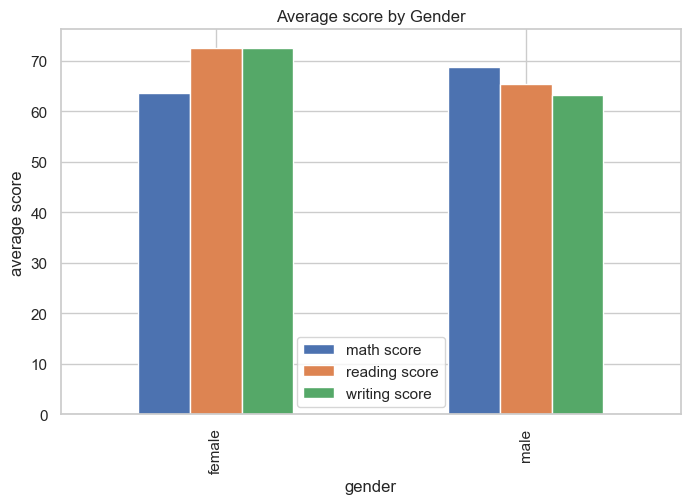 Average score by Gender
average score
70
60
50
40
30
20
10
0
math score
reading score
writing score
female
male
gender